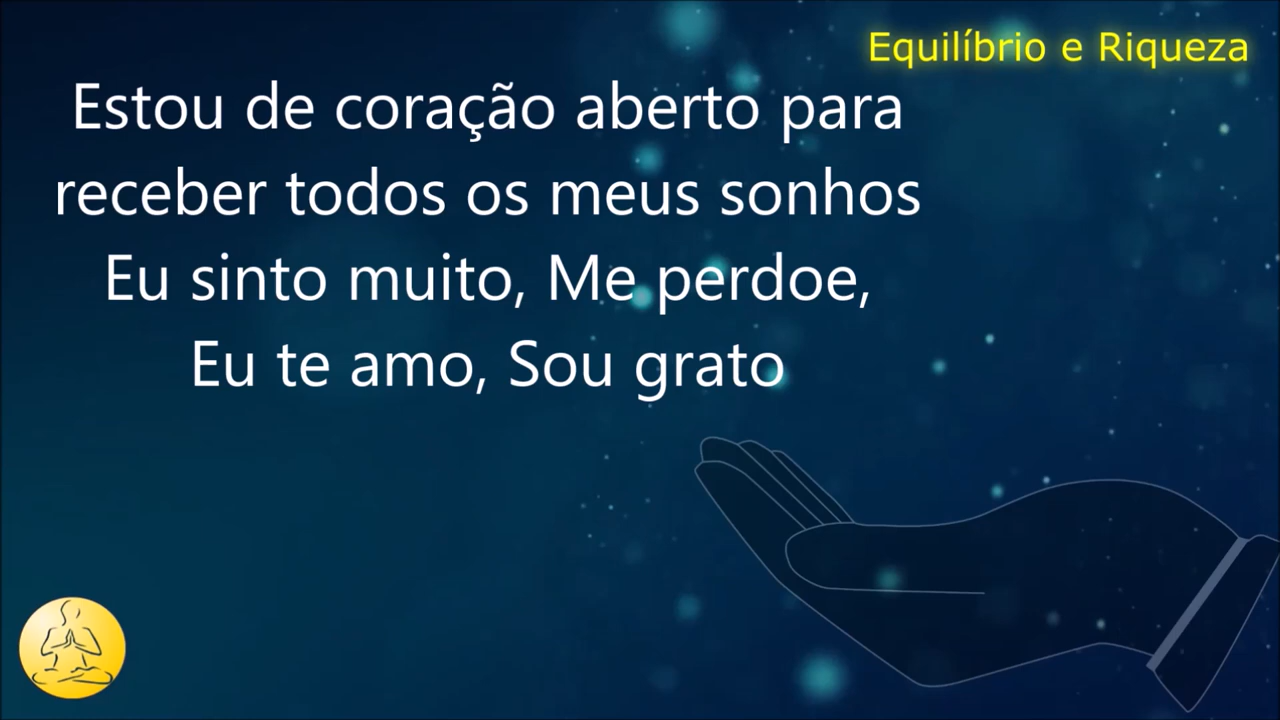 Equilíbrio e Riqueza
Estou de coração aberto para
receber todos os meus sonhos
Eu sinto muito, Me perdoe,
Eu te amo, Sou grato